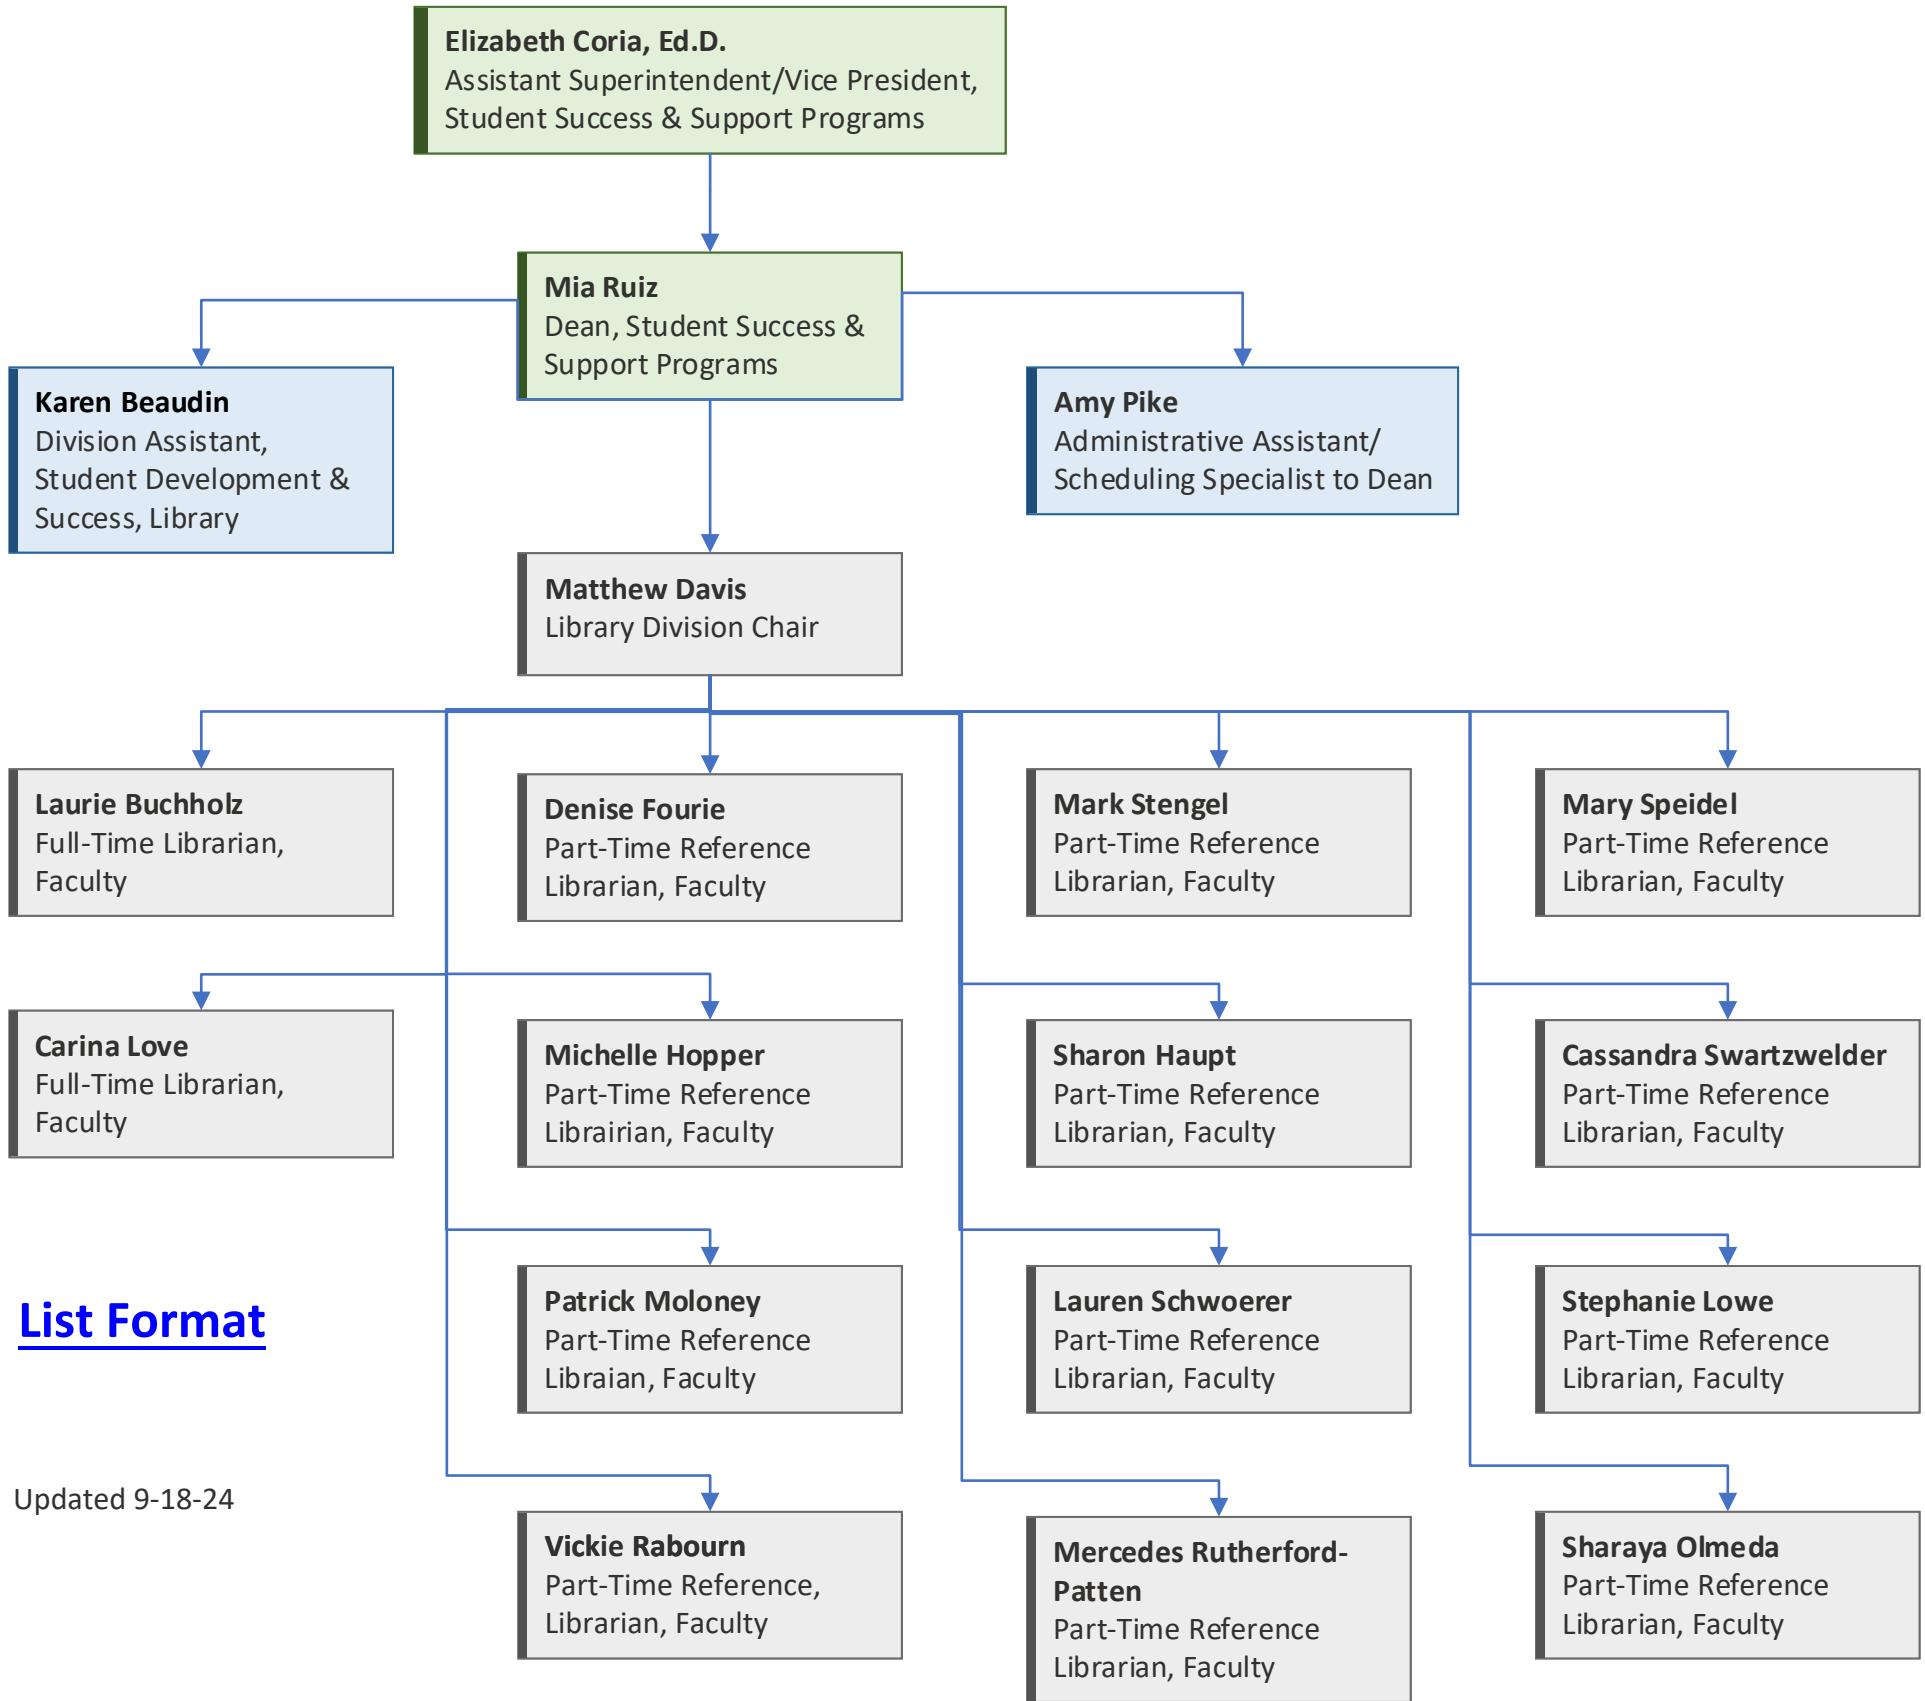 Elizabeth Coria, Ed.D.
Assistant Superintendent/Vice President,
Student Success & Support Programs
Mia Ruiz
Dean, Student Success &
Support Programs
Karen Beaudin
Division Assistant,
Student Development &
Success, Library
Amy Pike
Administrative Assistant/
Scheduling Specialist to Dean
Matthew Davis
Library Division Chair
Laurie Buchholz
Full-Time Librarian,
Faculty
Denise Fourie
Part-Time Reference
Librarian, Faculty
Mark Stengel
Part-Time Reference
Librarian, Faculty
Mary Speidel
Part-Time Reference
Librarian, Faculty
Carina Love
Full-Time Librarian,
Faculty
Michelle Hopper
Part-Time Reference
Librairian, Faculty
Sharon Haupt
Part-Time Reference
Librarian, Faculty
Cassandra Swartzwelder
Part-Time Reference
Librarian, Faculty
List Format
Patrick Moloney
Part-Time Reference
Libraian, Faculty
Lauren Schwoerer
Part-Time Reference
Librarian, Faculty
Stephanie Lowe
Part-Time Reference
Librarian, Faculty
Updated 9-18-24
Vickie Rabourn
Part-Time Reference,
Librarian, Faculty
Mercedes Rutherford-
Patten
Part-Time Reference
Librarian, Faculty
Sharaya Olmeda
Part-Time Reference
Librarian, Faculty